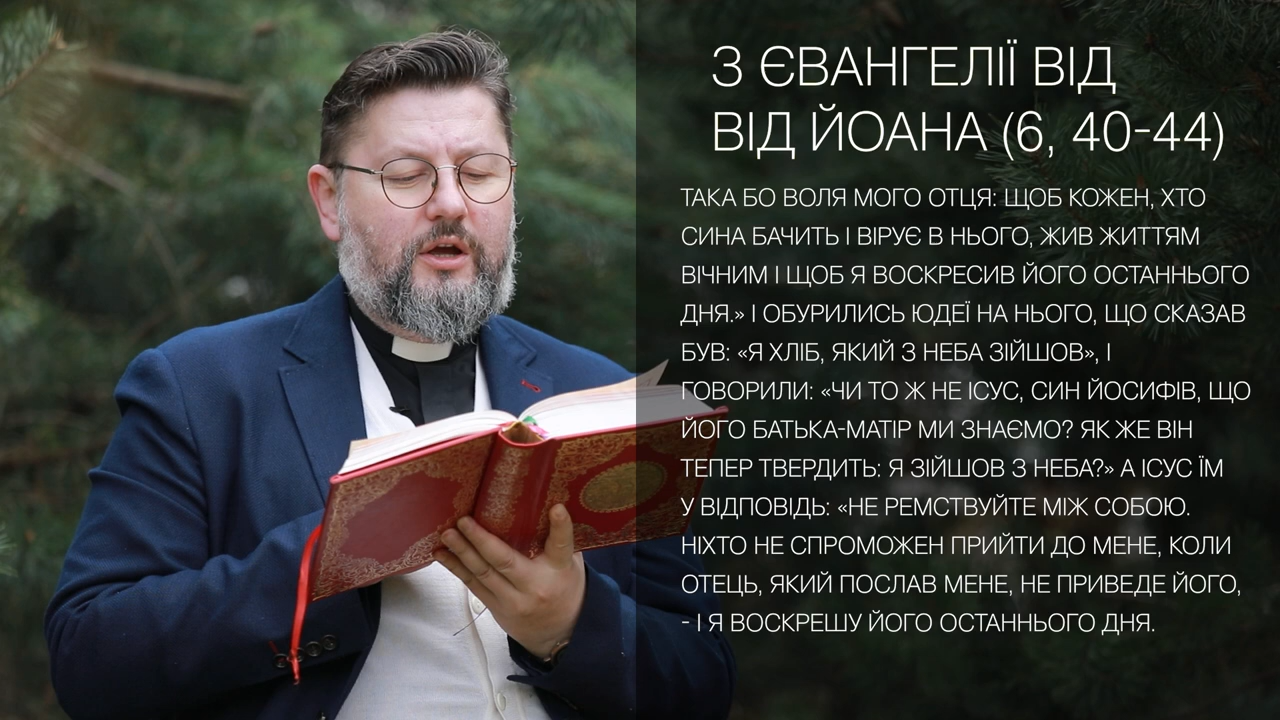 З ЄВАНГЕЛІЇ ВІД
ВІД ЙОАНА (6, 40-44)
ТАКА БО ВОЛЯ МОГО ОТЦЯ: ЩОБ КОЖЕН, ХТО
СИНА БАЧИТЬ І ВІРУЄ В НЬОГО, ЖИВ ЖИТТЯМ
ВІЧНИМ І ЩОБ Я ВОСКРЕСИВ ЙОГО ОСТАННЬОГО
ДНЯ.» І ОБУРИЛИСЬ ЮДЕЇ НА НЬОГО, ЩО СКАЗАВ
БУВ: «Я ХЛІБ, ЯКИЙ З НЕБА ЗІЙШОВ», І
ГОВОРИЛИ: «ЧИ ТО Ж НЕ ІСУС, СИН ЙОСИФІВ, ЩО
ЙОГО БАТЬКА-МАТІР МИ ЗНАЄМО? ЯК ЖЕ ВІН
ТЕПЕР ТВЕРДИТЬ: Я ЗІЙШОВ З НЕБА?» А ІСУС ЇМ
У ВІДПОВІДЬ: «НЕ РЕМСТВУЙТЕ МІЖ СОБОЮ.
НІХТО НЕ СПРОМОЖЕН ПРИЙТИ ДО МЕНЕ, КОЛИ
ОТЕЦЬ, ЯКИЙ ПОСЛАВ МЕНЕ, НЕ ПРИВЕДЕ ЙОГО,
- І Я ВОСКРЕШУ ЙОГО ОСТАННЬОГО ДНЯ.